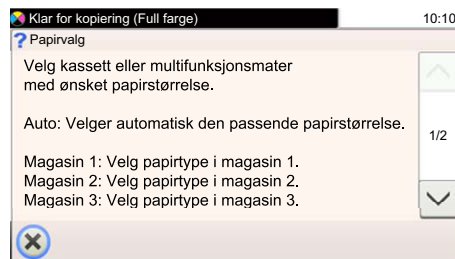 Klar for kopiering (Full farge)
10:10
? Papirvalg
Velg kassett eller multifunksjonsmater
med ønsket papirstørrelse.
Auto: Velger automatisk den passende papirstørrelse.
1/2
Magasin 1: Velg papirtype i magasin 1.
Magasin 2: Velg papirtype i magasin 2.
Magasin 3: Velg papirtype i magasin 3.